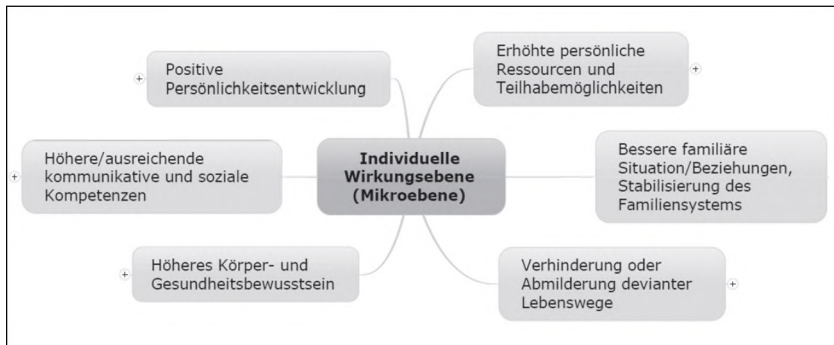 Positive
Persönlichkeitsentwicklung
Erhöhte persönliche
Ressourcen und
Teilhabemöglichkeiten
Höhere/ausreichende
kommunikative und soziale
Kompetenzen
Individuelle
Wirkungsebene
(Mikroebene)
Bessere familiäre
Situation/Beziehungen,
Stabilisierung des
Familiensystems
Höheres Körper- und
Gesundheitsbewusstsein
Verhinderung oder
Abmilderung devianter
Lebenswege